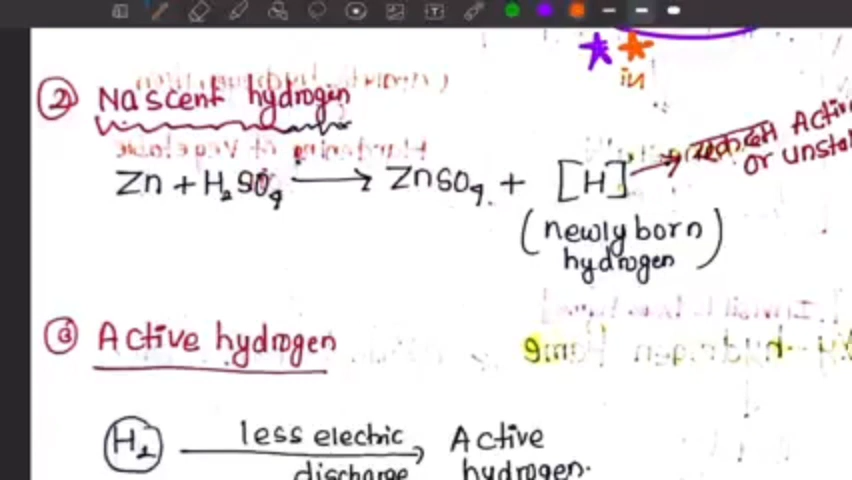 ② Nascent hydrogen
Zn + H₂SO₄ → ZnSO₄ + [H] → Active
or unstab
(newly born
hydrogen)
③ Active hydrogen
H₂ less electric → Active
discharge hydrogen.